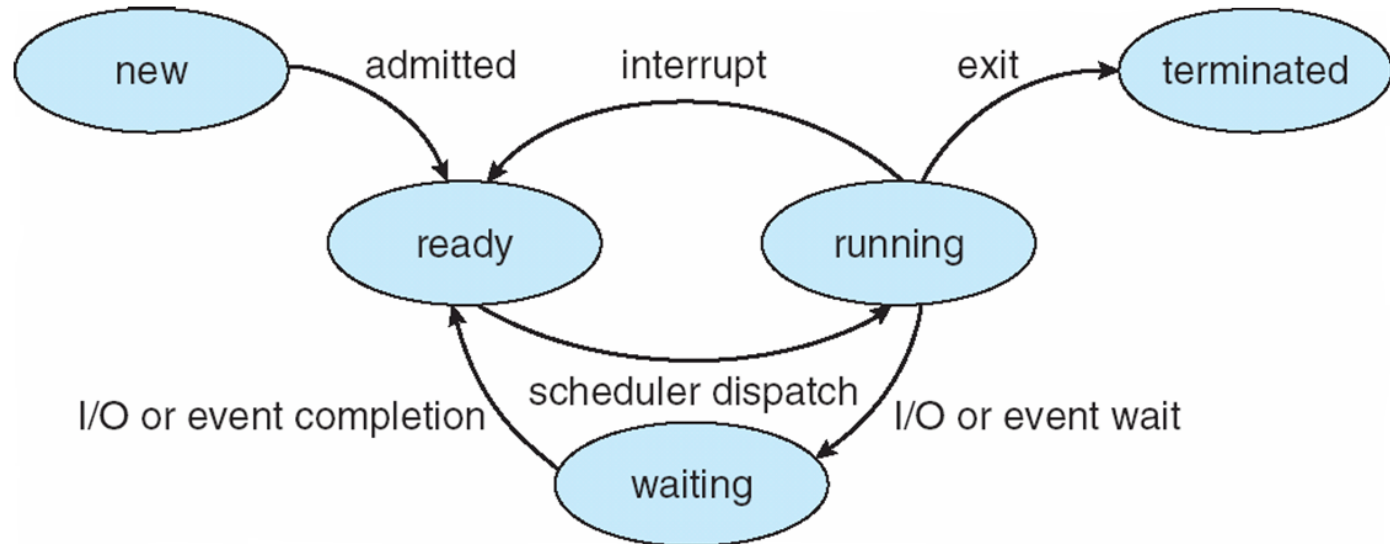 new
admitted
interrupt
exit
terminated
ready
running
scheduler dispatch
I/O or event completion
I/O or event wait
waiting